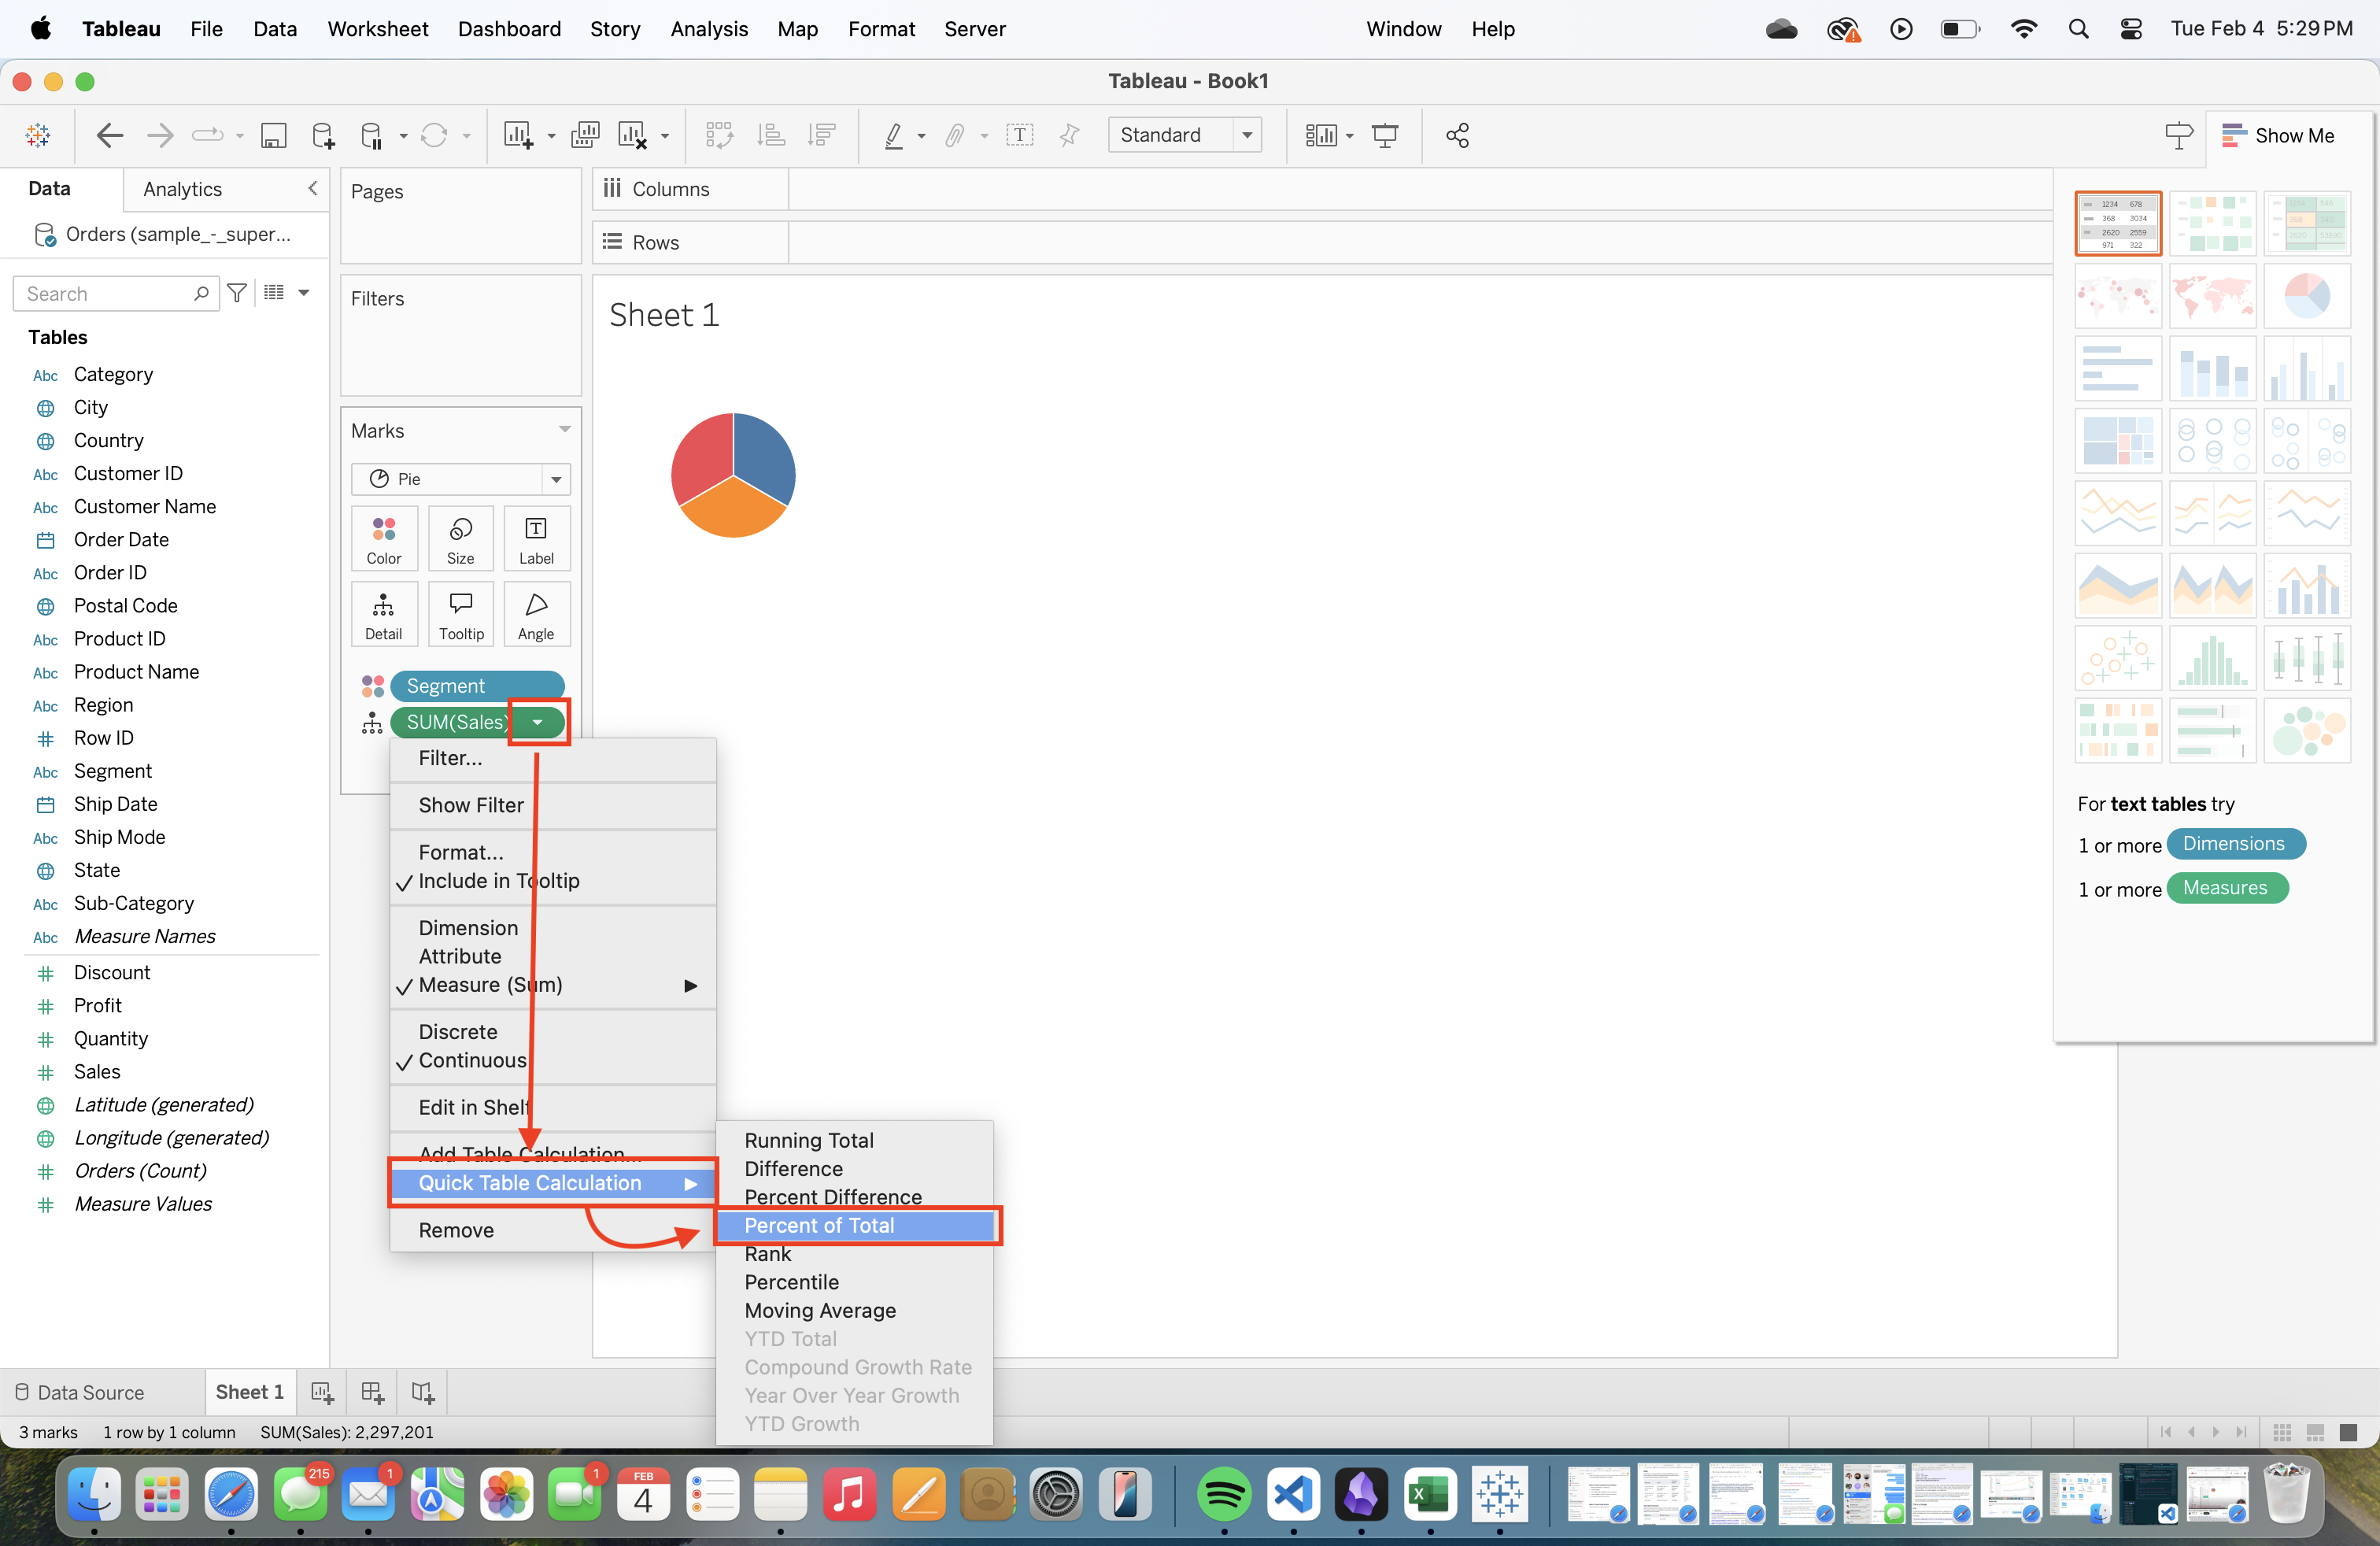 Tableau File Data Worksheet Dashboard Story Analysis Map Format Server Window Help Tue Feb 4 5:29 PM
Tableau - Book1
Standard
Show Me
Data Analytics
Pages
Columns
Orders (sample_-_super...
Rows
Search
Filters
Sheet 1
Tables
Abc Category
City
Country
Abc Customer ID
Abc Customer Name
Order Date
Abc Order ID
Postal Code
Abc Product ID
Abc Product Name
Abc Region
Row ID
Abc Segment
Ship Date
Abc Ship Mode
State
Abc Sub-Category
Abc Measure Names
Discount
Profit
Quantity
Sales
Latitude (generated)
Longitude (generated)
Orders (Count)
Measure Values
Marks
Pie
Color Size Label
Detail Tooltip Angle
Segment
SUM(Sales)
Filter...
Show Filter
Format...
Include in Tooltip
Dimension
Attribute
Measure (Sum)
Discrete
Continuous
Edit in Shelf
Add Table Calculation...
Quick Table Calculation
Remove
Running Total
Difference
Percent Difference
Percent of Total
Rank
Percentile
Moving Average
YTD Total
Compound Growth Rate
Year Over Year Growth
YTD Growth
1234 678
368 3034
2620 2559
971 322
For text tables try
1 or more Dimensions
1 or more Measures
Data Source Sheet 1
3 marks 1 row by 1 column SUM(Sales): 2,297,201
215
1
1
FEB
4